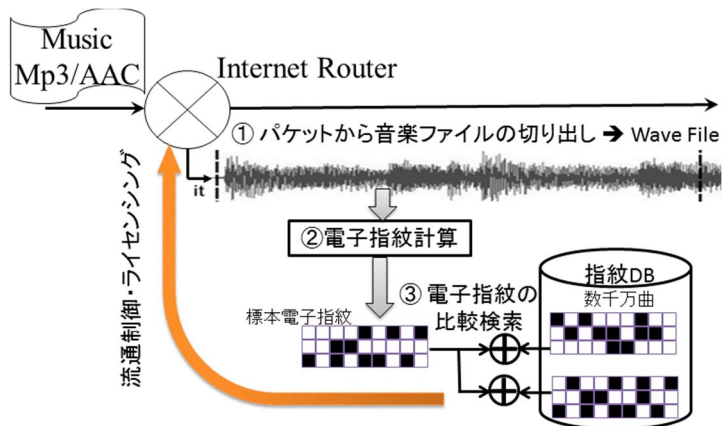 Music
Mp3/AAC
Internet Router
① パケットから音楽ファイルの切り出し ➔ Wave File
it
流通制御・ライセンシング
②電子指紋計算
③ 電子指紋の
比較検索
標本電子指紋
指紋DB
数千万曲